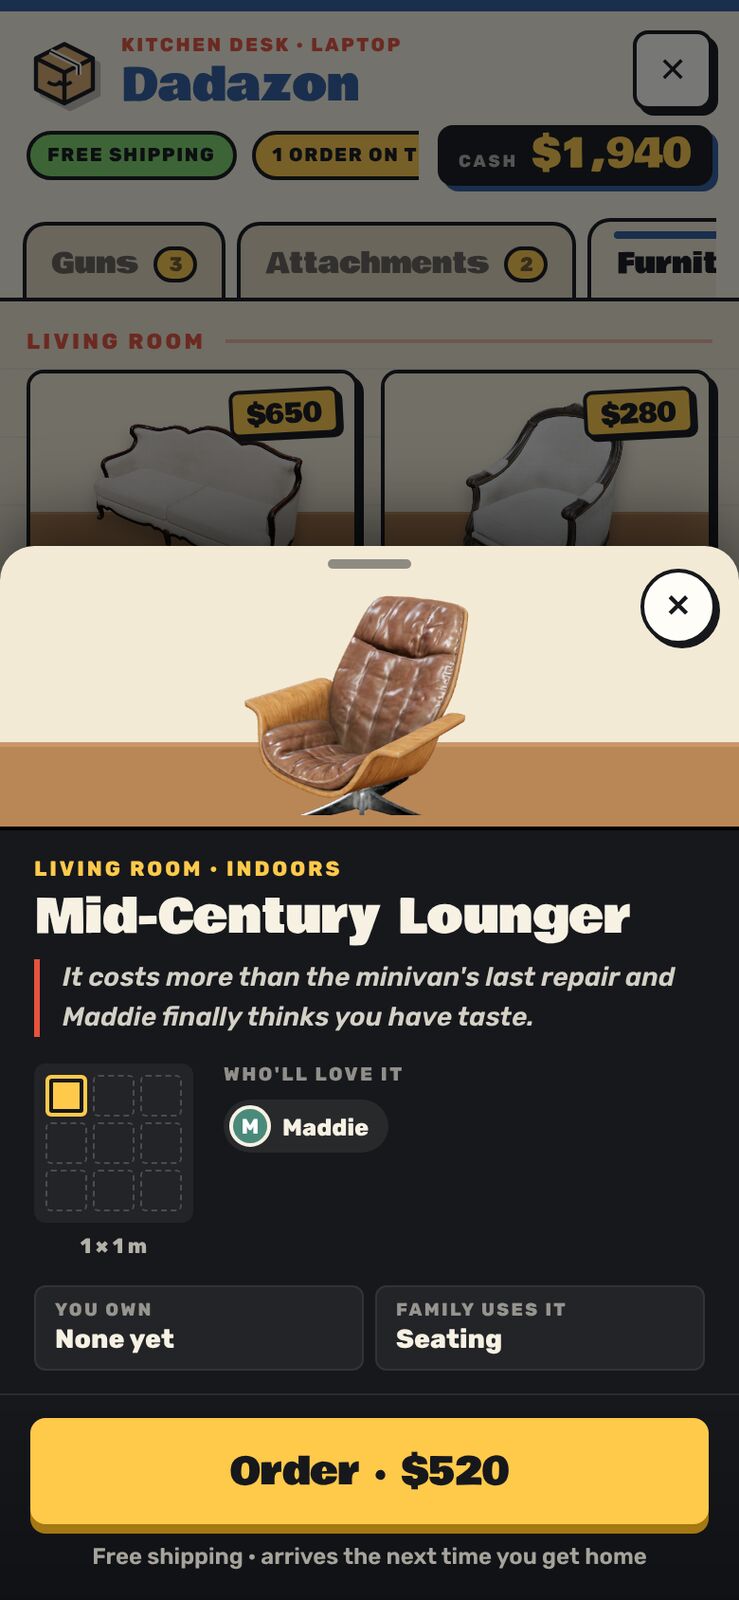 KITCHEN DESK · LAPTOP
Dadazon
×
FREE SHIPPING
1 ORDER ON T
CASH $1,940
Guns 3
Attachments 2
Furnit
LIVING ROOM
$650
$280
×
LIVING ROOM · INDOORS
Mid-Century Lounger
It costs more than the minivan's last repair and
Maddie finally thinks you have taste.
WHO'LL LOVE IT
M Maddie
1×1m
YOU OWN
None yet
FAMILY USES IT
Seating
Order · $520
Free shipping · arrives the next time you get home